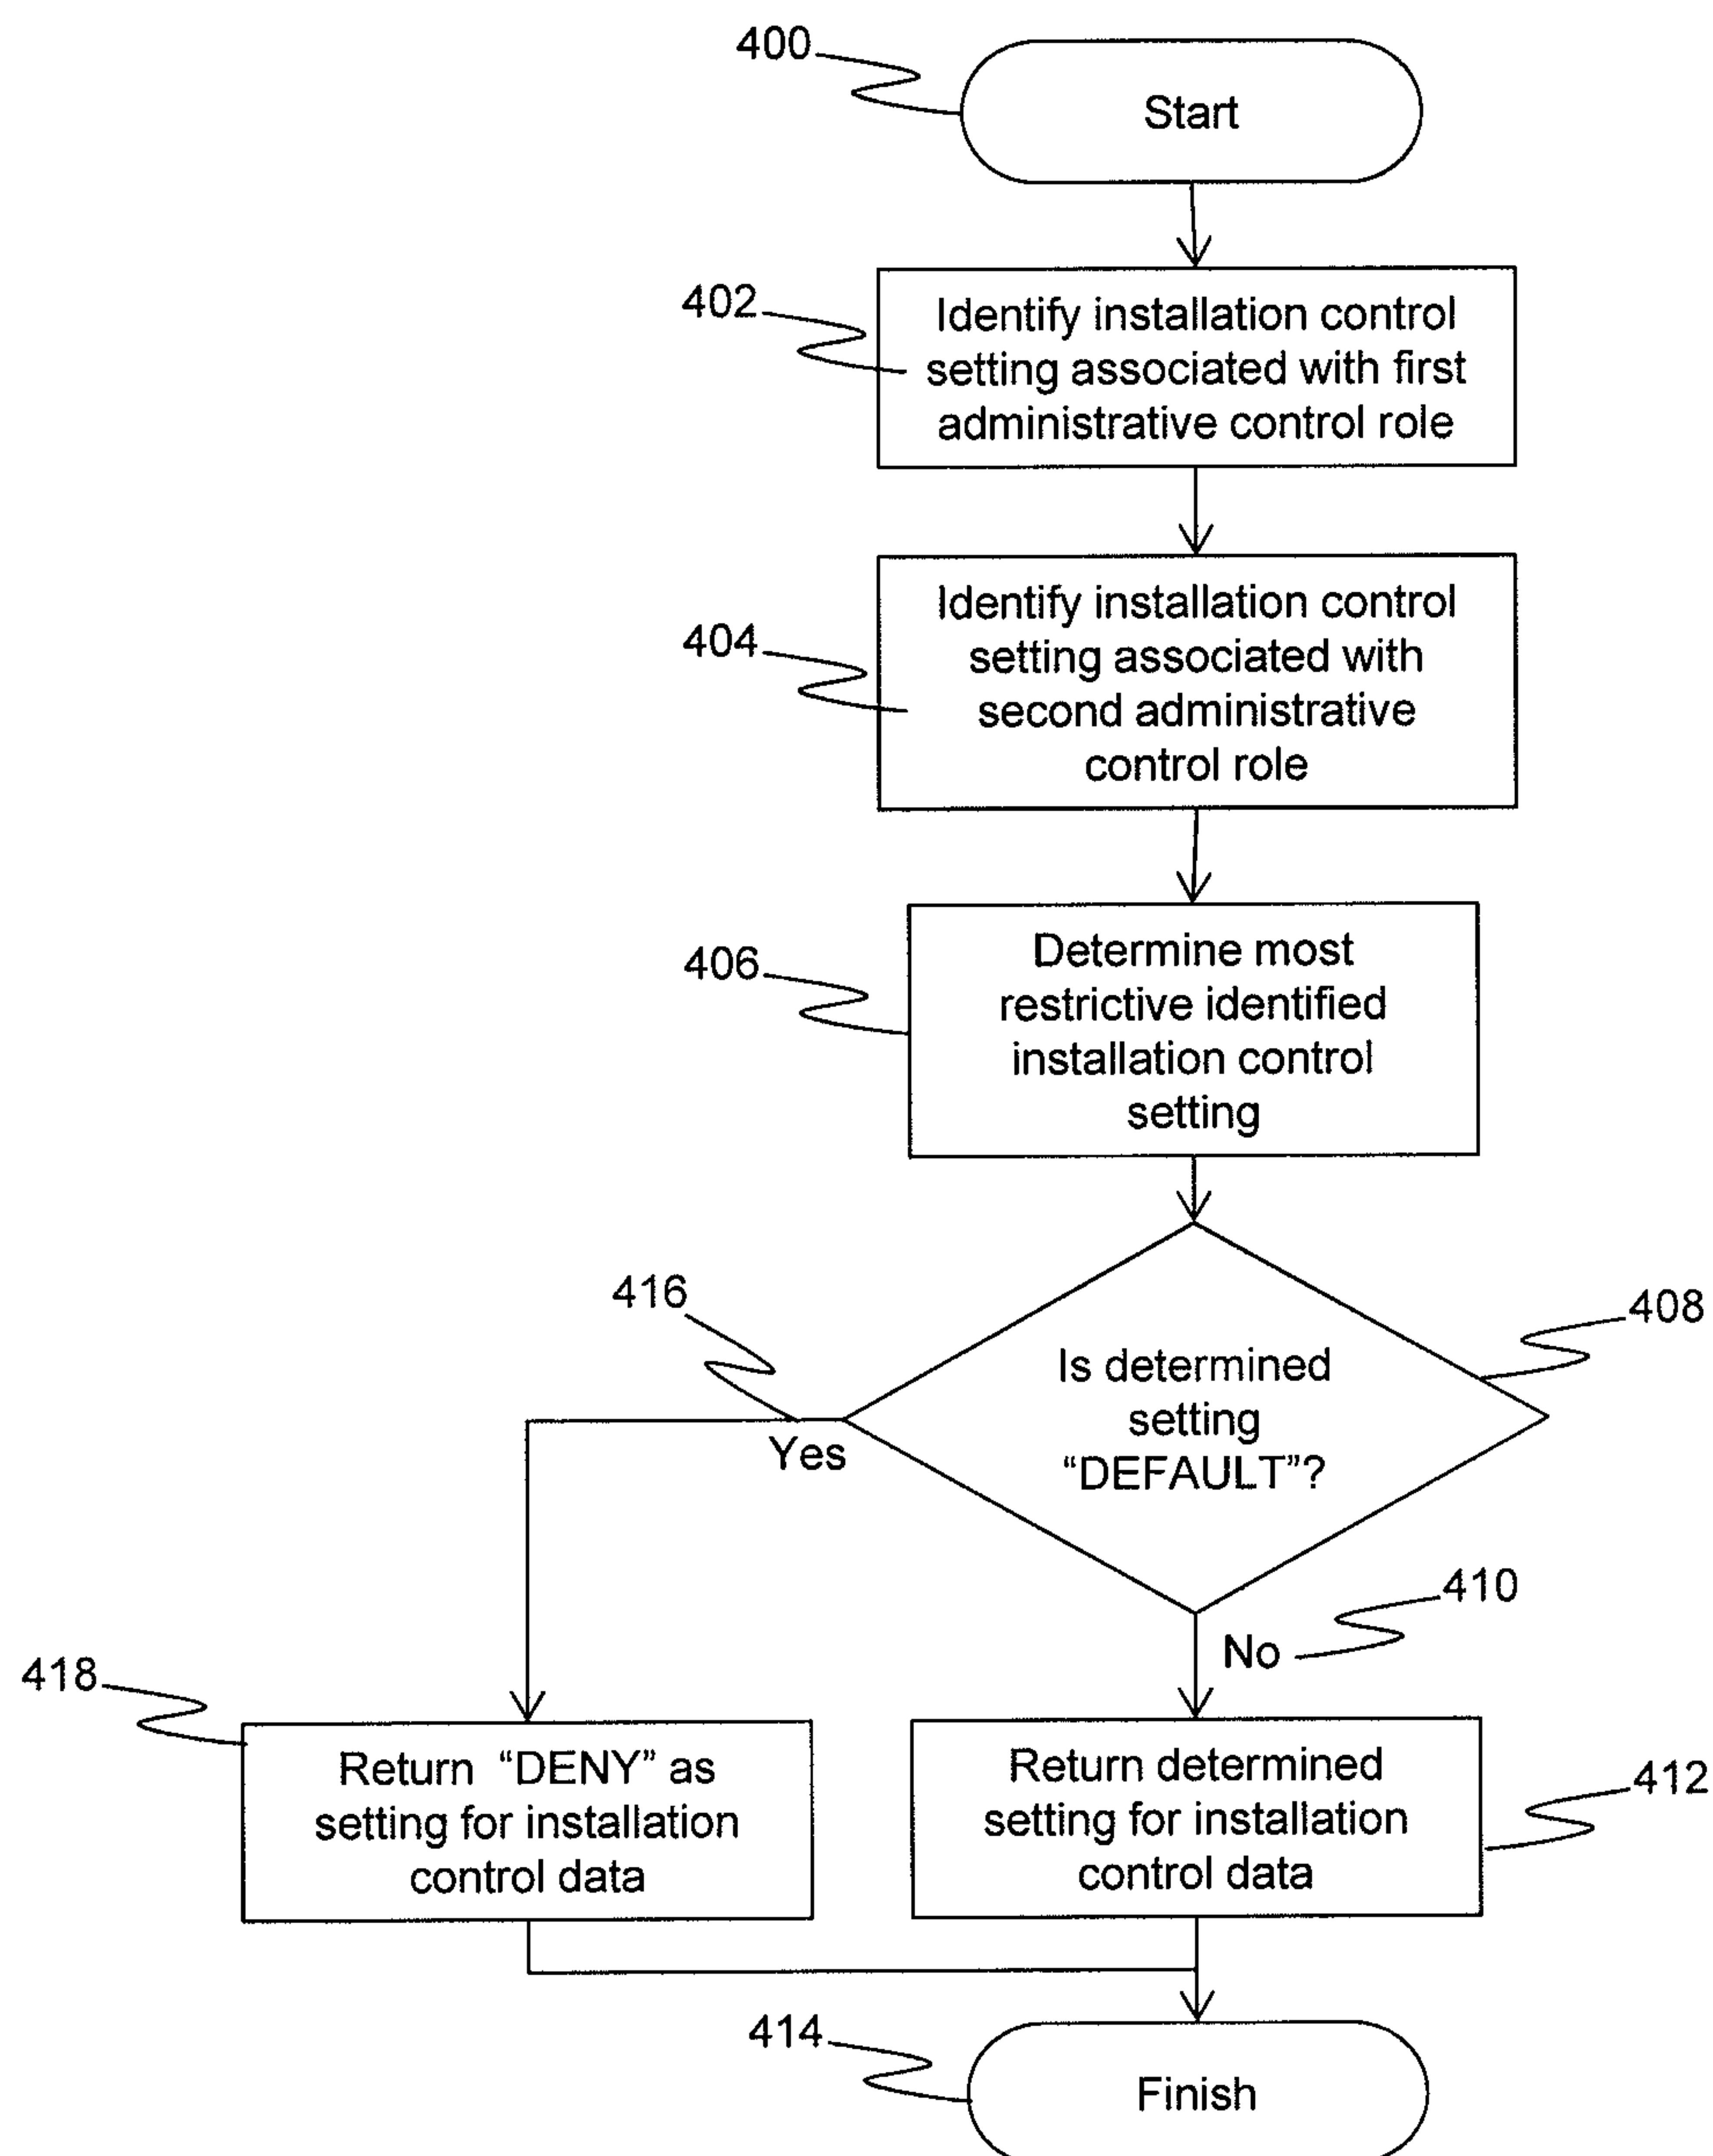 400
Start
402
Identify installation control
setting associated with first
administrative control role
404
Identify installation control
setting associated with
second administrative
control role
406
Determine most
restrictive identified
installation control
setting
416
408
Is determined
setting
“DEFAULT”?
Yes
410
No
418
Return “DENY” as
setting for installation
control data
Return determined
setting for installation
control data
412
414
Finish